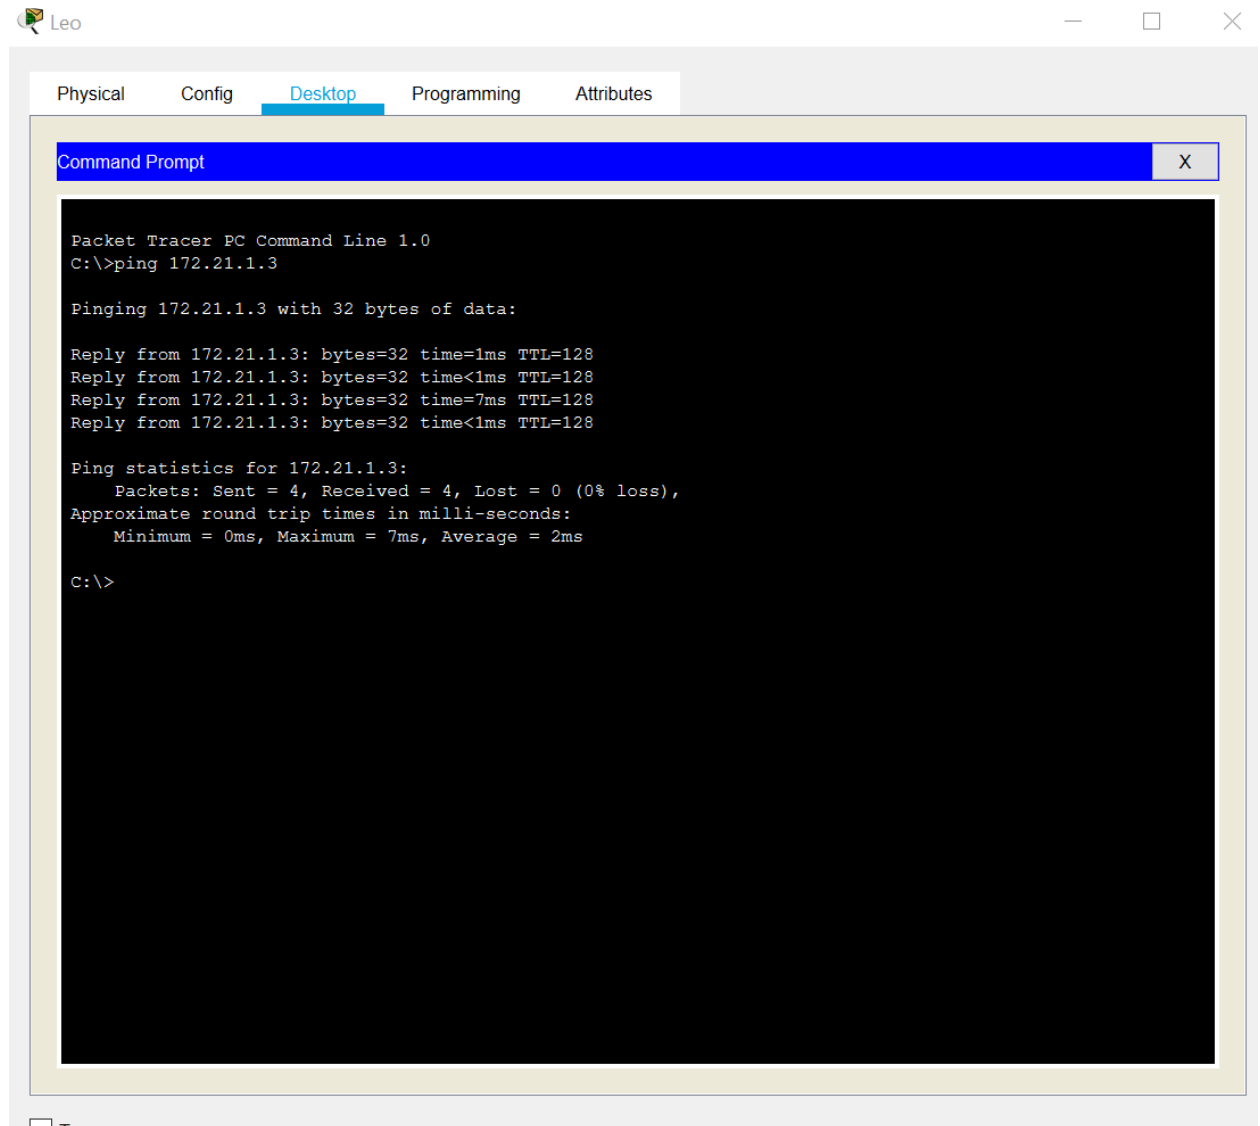 Leo
Physical Config Desktop Programming Attributes
Command Prompt X
Packet Tracer PC Command Line 1.0
C:\>ping 172.21.1.3
Pinging 172.21.1.3 with 32 bytes of data:
Reply from 172.21.1.3: bytes=32 time=1ms TTL=128
Reply from 172.21.1.3: bytes=32 time<1ms TTL=128
Reply from 172.21.1.3: bytes=32 time=7ms TTL=128
Reply from 172.21.1.3: bytes=32 time<1ms TTL=128
Ping statistics for 172.21.1.3:
    Packets: Sent = 4, Received = 4, Lost = 0 (0% loss),
Approximate round trip times in milli-seconds:
    Minimum = 0ms, Maximum = 7ms, Average = 2ms
C:\>